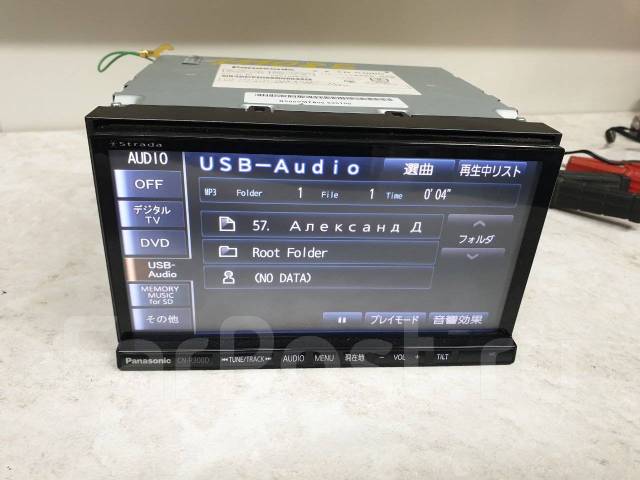 Panasonic
Strada
AUDIO
USB-Audio
選曲
再生中リスト
OFF
MP3 Folder 1 File 1 Time 0'04"
デジタル
TV
57. Александ Д
フォルダ
DVD
Root Folder
USB-
Audio
(NO DATA)
MEMORY
MUSIC
for SD
その他
プレイモード
音響効果
Panasonic
CN-R300D
TUNE/TRACK
AUDIO
MENU
現在地
- VOL +
TILT